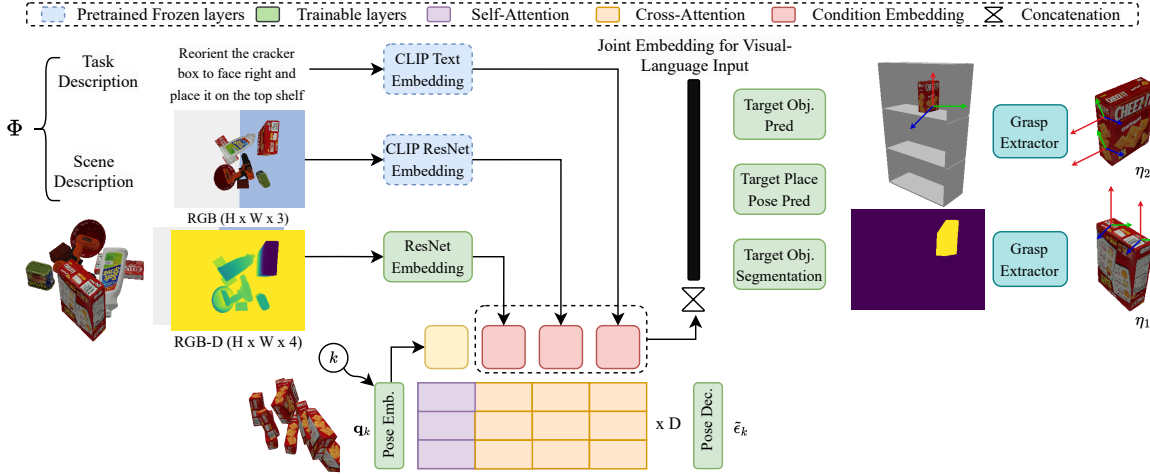 Pretrained Frozen layers
Trainable layers
Self-Attention
Cross-Attention
Condition Embedding
Concatenation
Φ
Task
Description
Reorient the cracker
box to face right and
place it on the top shelf
CLIP Text
Embedding
Joint Embedding for Visual-
Language Input
Scene
Description
CLIP ResNet
Embedding
RGB (H x W x 3)
ResNet
Embedding
RGB-D (H x W x 4)
Target Obj.
Pred
Target Place
Pose Pred
Target Obj.
Segmentation
Grasp
Extractor
CHEEZ-IT
η2
Grasp
Extractor
η1
k
q_k
Pose Emb.
x D
Pose Dec.
ϵ̃_k